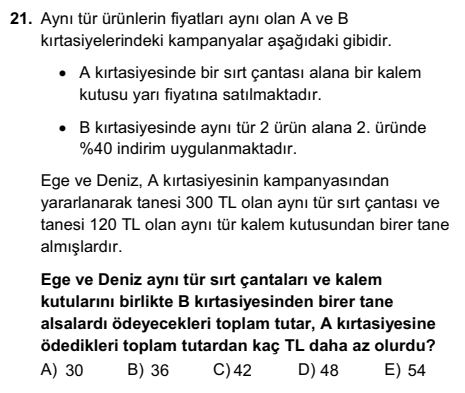 21. Aynı tür ürünlerin fiyatları aynı olan A ve B
kırtasiyelerindeki kampanyalar aşağıdaki gibidir.
• A kırtasiyesinde bir sırt çantası alana bir kalem
kutusu yarı fiyatına satılmaktadır.
• B kırtasiyesinde aynı tür 2 ürün alana 2. üründe
%40 indirim uygulanmaktadır.
Ege ve Deniz, A kırtasiyesinin kampanyasından
yararlanarak tanesi 300 TL olan aynı tür sırt çantası ve
tanesi 120 TL olan aynı tür kalem kutusundan birer tane
almışlardır.
Ege ve Deniz aynı tür sırt çantaları ve kalem
kutularını birlikte B kırtasiyesinden birer tane
alsalardı ödeyecekleri toplam tutar, A kırtasiyesine
ödedikleri toplam tutardan kaç TL daha az olurdu?
A) 30 B) 36 C) 42 D) 48 E) 54